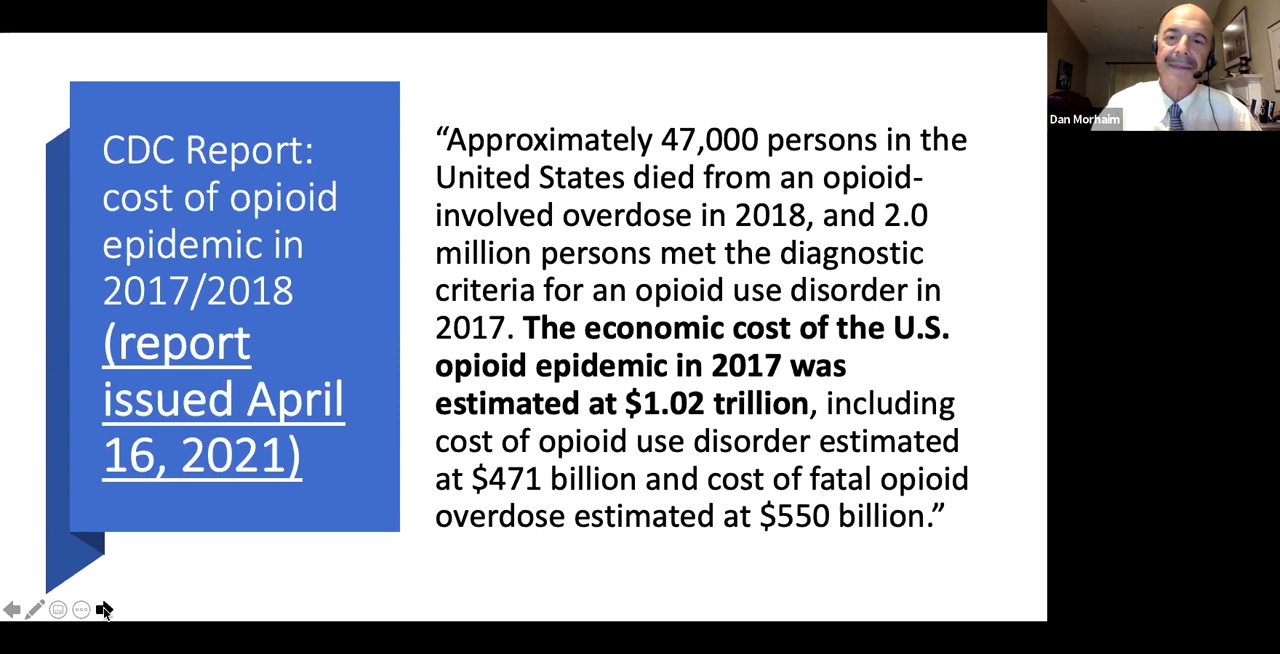 CDC Report:
cost of opioid
epidemic in
2017/2018
(report
issued April
16, 2021)
“Approximately 47,000 persons in the
United States died from an opioid-
involved overdose in 2018, and 2.0
million persons met the diagnostic
criteria for an opioid use disorder in
2017. The economic cost of the U.S.
opioid epidemic in 2017 was
estimated at $1.02 trillion, including
cost of opioid use disorder estimated
at $471 billion and cost of fatal opioid
overdose estimated at $550 billion.”
Dan Morhaim